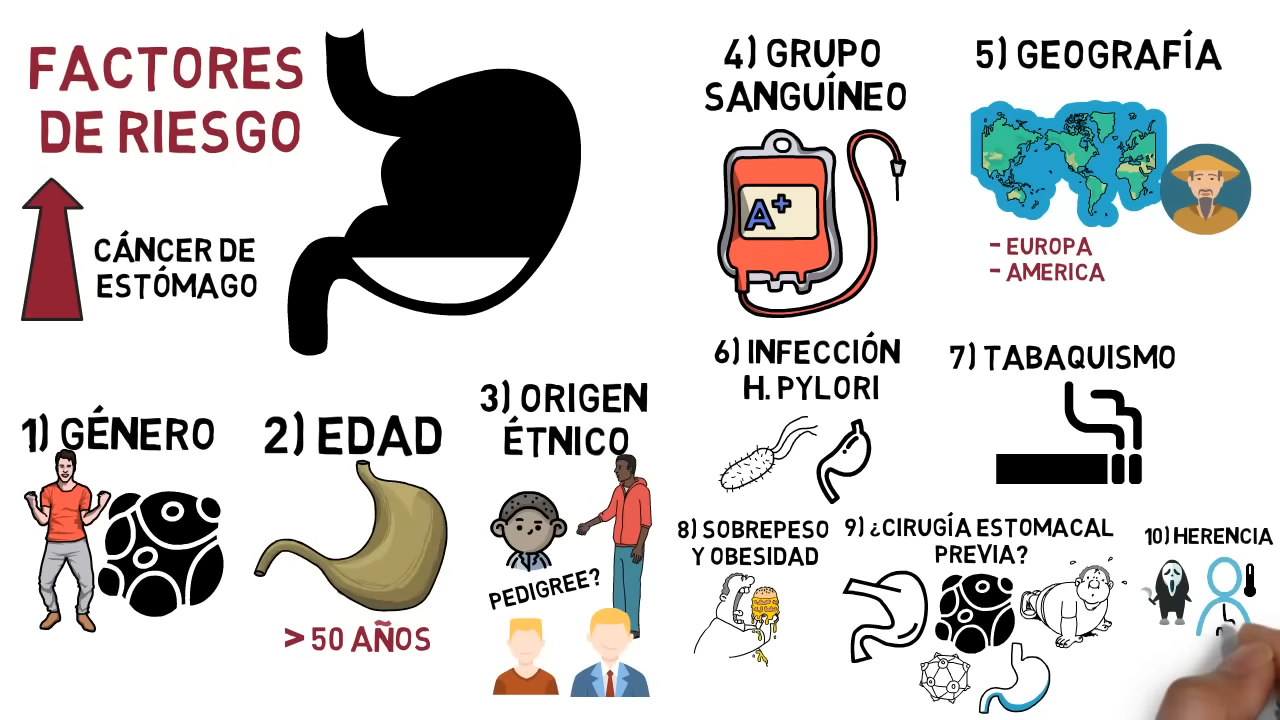 FACTORES
DE RIESGO
CÁNCER DE
ESTÓMAGO
1) GÉNERO
2) EDAD
> 50 AÑOS
3) ORIGEN
ÉTNICO
PEDIGREE?
4) GRUPO
SANGUÍNEO
A+
5) GEOGRAFÍA
- EUROPA
- AMERICA
6) INFECCIÓN
H. PYLORI
7) TABAQUISMO
8) SOBREPESO
Y OBESIDAD
9) ¿CIRUGÍA ESTOMACAL
PREVIA?
10) HERENCIA